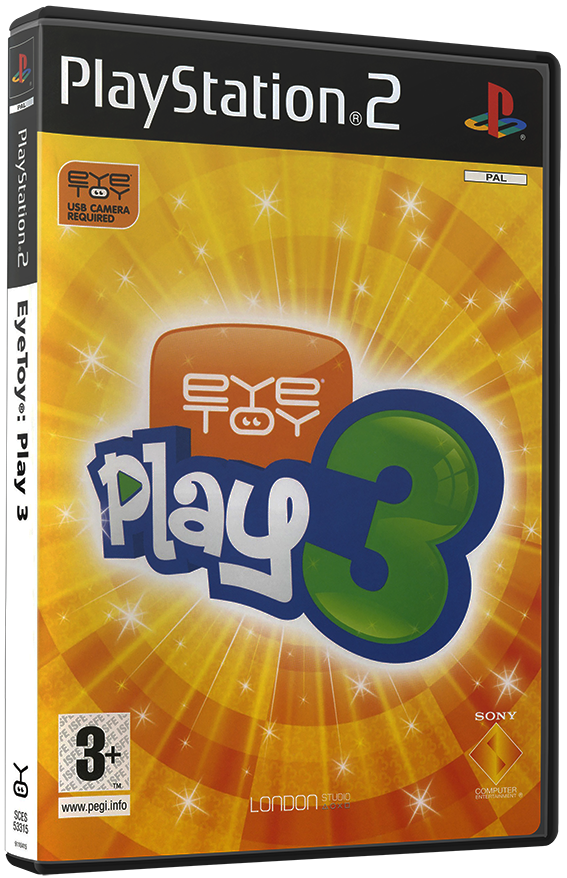 PlayStation®2
PAL
EYE
TOY
USB CAMERA
REQUIRED
EYE®
TOY
Play 3
3+
™
www.pegi.info
LONDON STUDIO
SONY
COMPUTER
ENTERTAINMENT®
PAL
PlayStation®2
EyeToy®: Play 3
SCES
53315